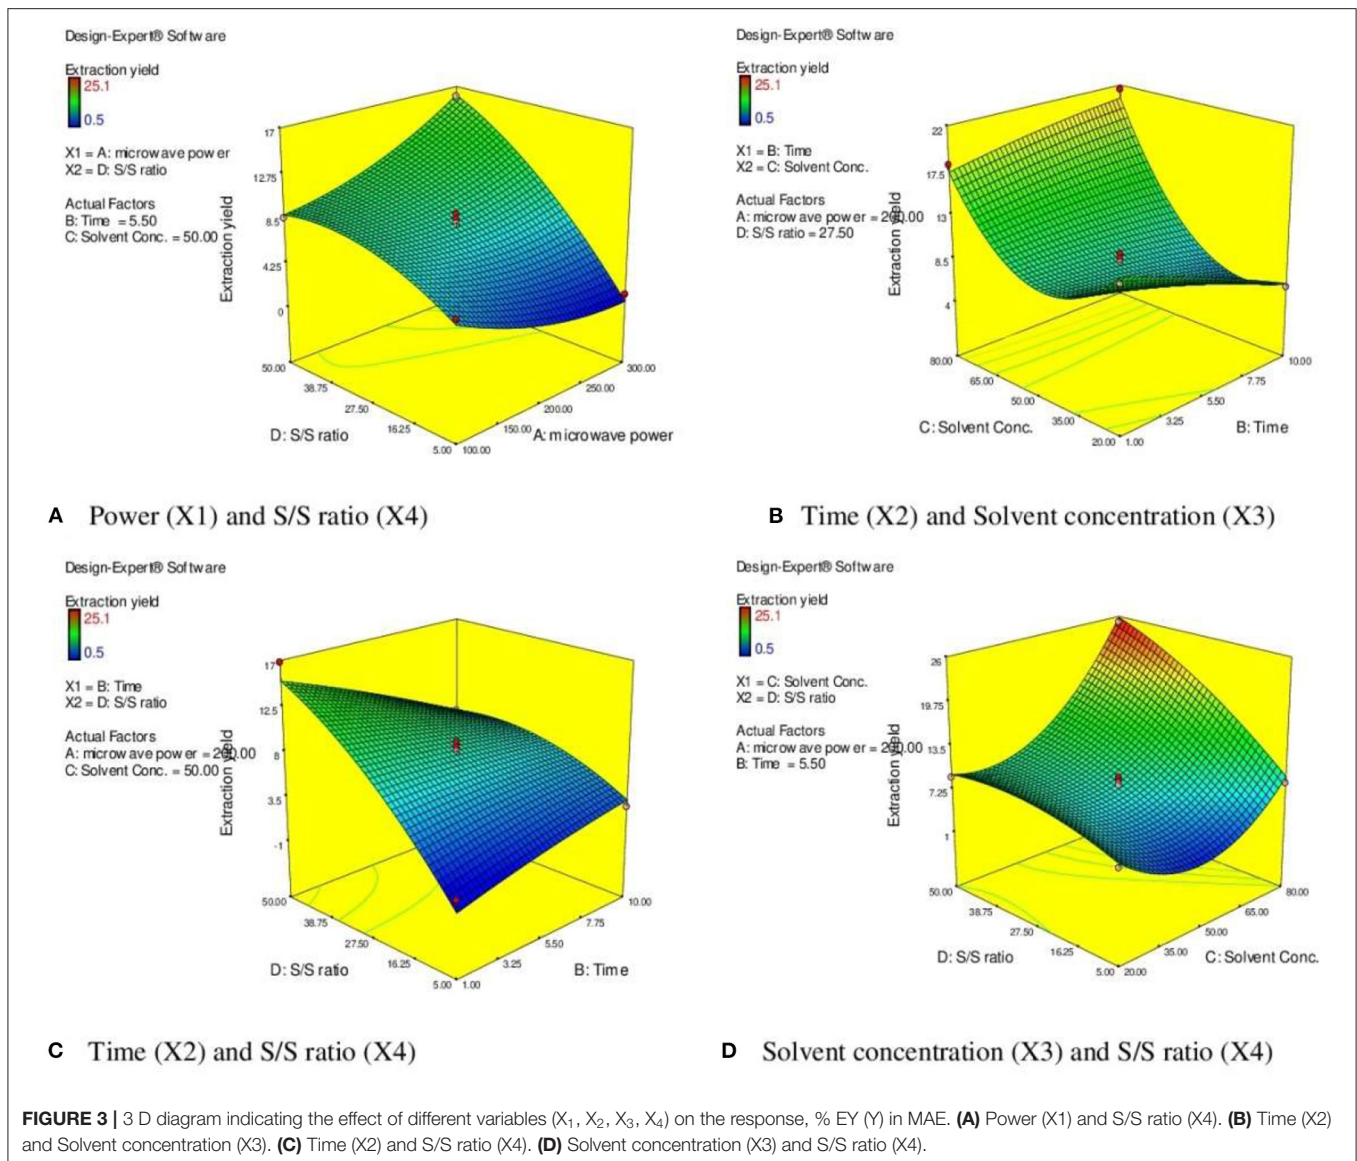 Design-Expert® Software
Extraction yield
25.1
0.5
X1 = A: microwave power
X2 = D: S/S ratio
Actual Factors
B: Time = 5.50
C: Solvent Conc. = 50.00
Extraction yield
17
12.75
8.5
4.25
0
50.00
38.75
27.50
16.25
5.00
100.00
150.00
200.00
250.00
300.00
D: S/S ratio
A: microwave power
A Power (X1) and S/S ratio (X4)
Design-Expert® Software
Extraction yield
25.1
0.5
X1 = B: Time
X2 = C: Solvent Conc.
Actual Factors
A: microwave power = 200.00
D: S/S ratio = 27.50
Extraction yield
22
17.5
13
8.5
4
80.00
65.00
50.00
35.00
20.00
1.00
3.25
5.50
7.75
10.00
C: Solvent Conc.
B: Time
B Time (X2) and Solvent concentration (X3)
Design-Expert® Software
Extraction yield
25.1
0.5
X1 = B: Time
X2 = D: S/S ratio
Actual Factors
A: microwave power = 200.00
C: Solvent Conc. = 50.00
Extraction yield
17
12.5
8
3.5
-1
50.00
38.75
27.50
16.25
5.00
1.00
3.25
5.50
7.75
10.00
D: S/S ratio
B: Time
C Time (X2) and S/S ratio (X4)
Design-Expert® Software
Extraction yield
25.1
0.5
X1 = C: Solvent Conc.
X2 = D: S/S ratio
Actual Factors
A: microwave power = 200.00
B: Time = 5.50
Extraction yield
26
19.75
13.5
7.25
1
50.00
38.75
27.50
16.25
5.00
20.00
35.00
50.00
65.00
80.00
D: S/S ratio
C: Solvent Conc.
D Solvent concentration (X3) and S/S ratio (X4)
FIGURE 3 | 3 D diagram indicating the effect of different variables (X₁, X₂, X₃, X₄) on the response, % EY (Y) in MAE. (A) Power (X1) and S/S ratio (X4). (B) Time (X2)
and Solvent concentration (X3). (C) Time (X2) and S/S ratio (X4). (D) Solvent concentration (X3) and S/S ratio (X4).